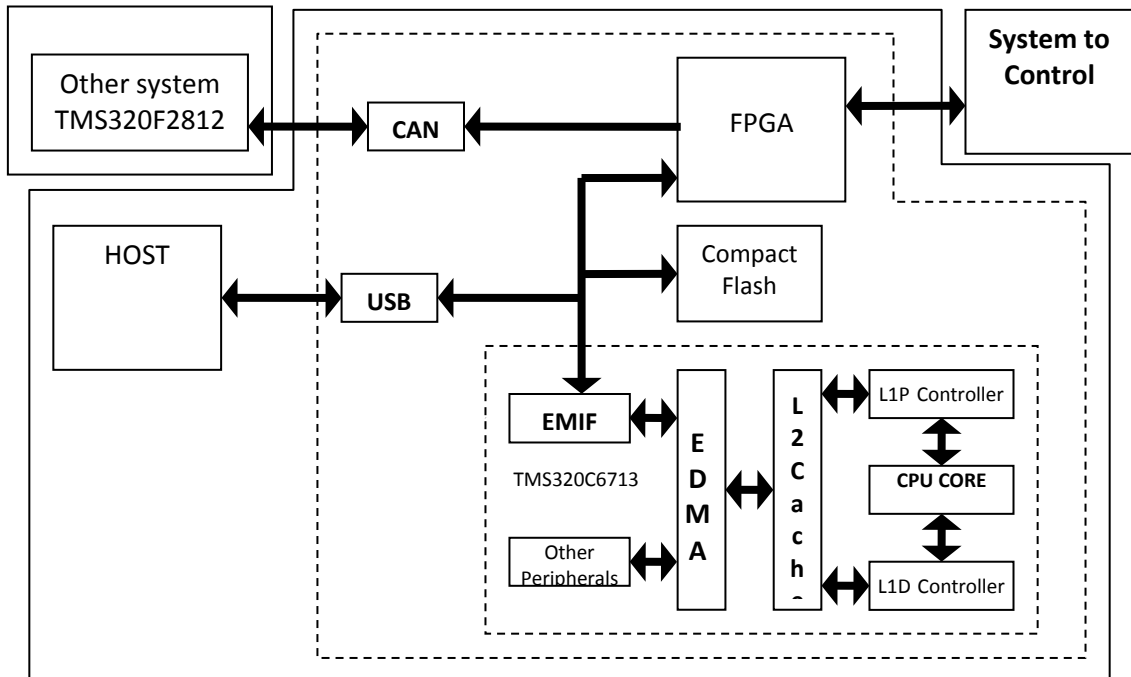 System to
Control
Other system
TMS320F2812
CAN
FPGA
HOST
Compact
Flash
USB
EMIF
TMS320C6713
Other
Peripherals
E
D
M
A
L
2
C
a
c
h
L1P Controller
CPU CORE
L1D Controller